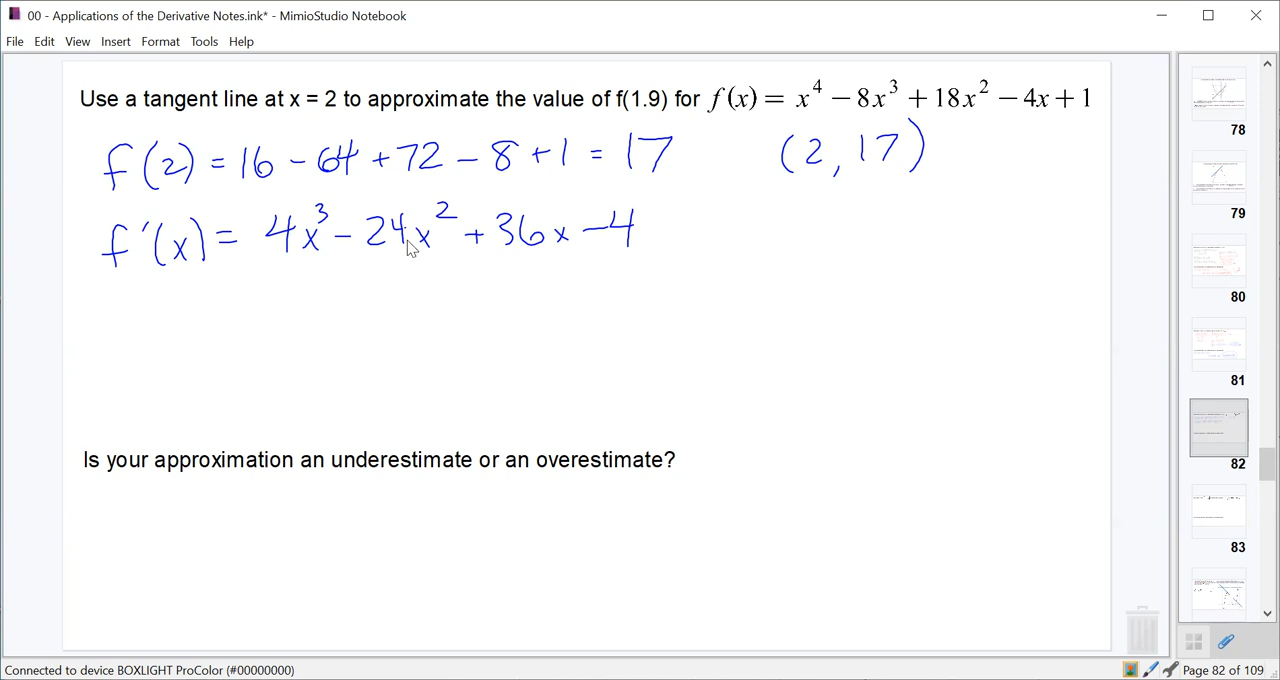 00 - Applications of the Derivative Notes.ink* - MimioStudio Notebook
File Edit View Insert Format Tools Help
Use a tangent line at x = 2 to approximate the value of f(1.9) for f(x) = x⁴ − 8x³ + 18x² − 4x + 1
f(2) = 16 − 64 + 72 − 8 + 1 = 17 (2, 17)
f'(x) = 4x³ − 24x² + 36x − 4
Is your approximation an underestimate or an overestimate?
78
79
80
81
82
83
Connected to device BOXLIGHT ProColor (#00000000)
Page 82 of 109